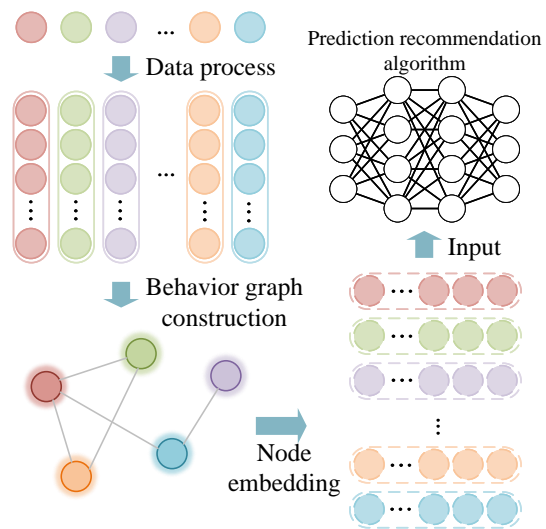 Data process
Behavior graph
construction
Node
embedding
Input
Prediction recommendation
algorithm